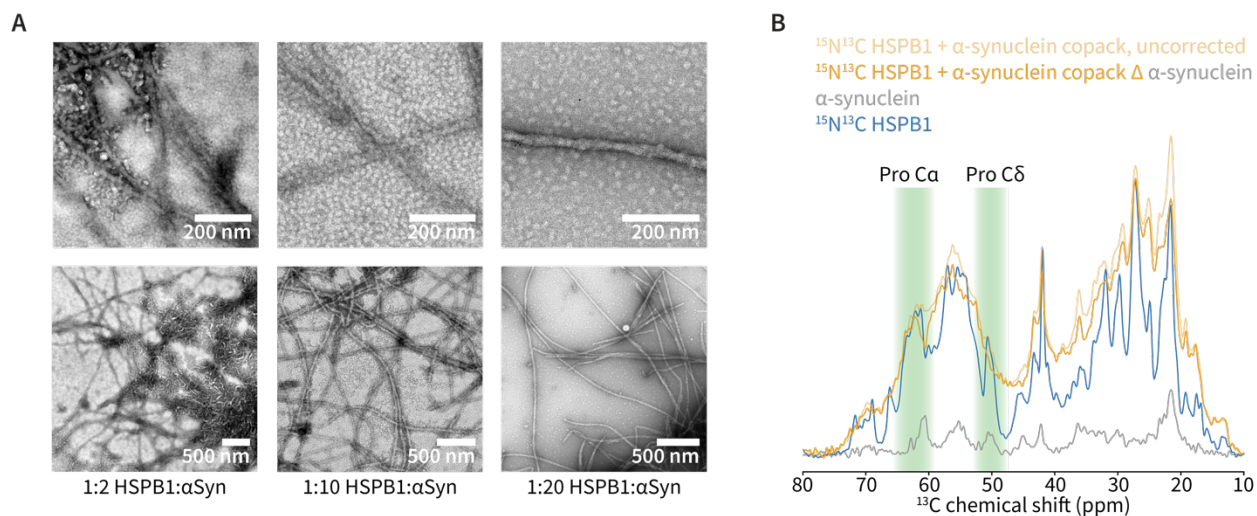 A
200 nm
200 nm
200 nm
500 nm
500 nm
500 nm
1:2 HSPB1:αSyn
1:10 HSPB1:αSyn
1:20 HSPB1:αSyn
B
¹⁵N¹³C HSPB1 + α-synuclein copack, uncorrected
¹⁵N¹³C HSPB1 + α-synuclein copack Δ α-synuclein
α-synuclein
¹⁵N¹³C HSPB1
Pro Cα
Pro Cδ
80 70 60 50 40 30 20 10
¹³C chemical shift (ppm)